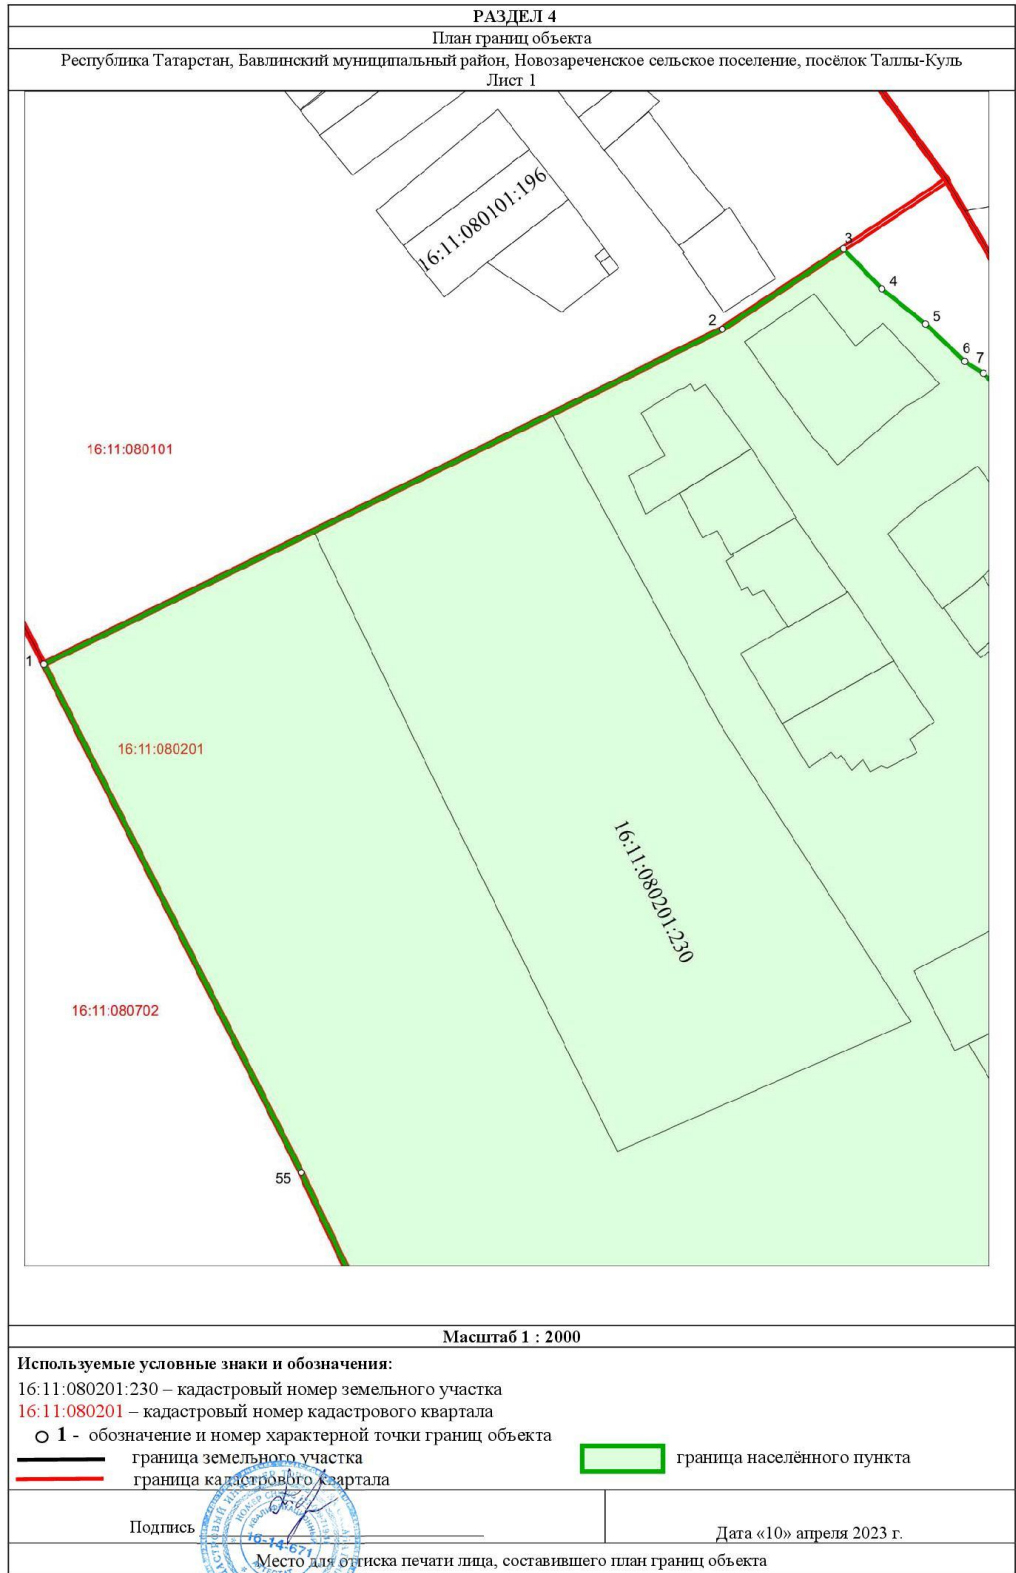 РАЗДЕЛ 4
План границ объекта
Республика Татарстан, Бавлинский муниципальный район, Новозареченское сельское поселение, посёлок Таллы-Куль
Лист 1
16:11:080101:196
3
4
2
5
6
7
16:11:080101
1
16:11:080201
16:11:080201:230
16:11:080702
55
Масштаб 1 : 2000
Используемые условные знаки и обозначения:
16:11:080201:230 – кадастровый номер земельного участка
16:11:080201 – кадастровый номер кадастрового квартала
1 - обозначение и номер характерной точки границ объекта
граница земельного участка
граница населённого пункта
граница кадастрового квартала
Подпись
16-14-671
Дата «10» апреля 2023 г.
Место для оттиска печати лица, составившего план границ объекта